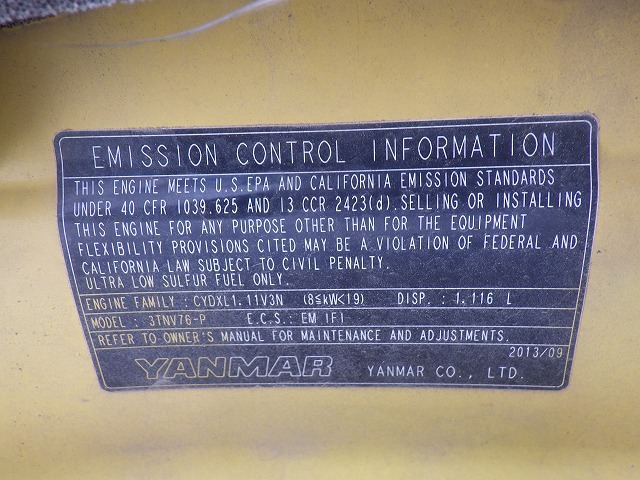 EMISSION CONTROL INFORMATION
THIS ENGINE MEETS U.S.EPA AND CALIFORNIA EMISSION STANDARDS
UNDER 40 CFR 1039.625 AND 13 CCR 2423(d).SELLING OR INSTALLING
THIS ENGINE FOR ANY PURPOSE OTHER THAN FOR THE EQUIPMENT
FLEXIBILITY PROVISIONS CITED MAY BE A VIOLATION OF FEDERAL AND
CALIFORNIA LAW SUBJECT TO CIVIL PENALTY.
ULTRA LOW SULFUR FUEL ONLY.
ENGINE FAMILY : CYDXL1.11V3N (8≦kW<19) DISP. : 1.116 L
MODEL : 3TNV76-P E.C.S.: EM IFI
REFER TO OWNER'S MANUAL FOR MAINTENANCE AND ADJUSTMENTS.
2013/09
YANMAR YANMAR CO., LTD.